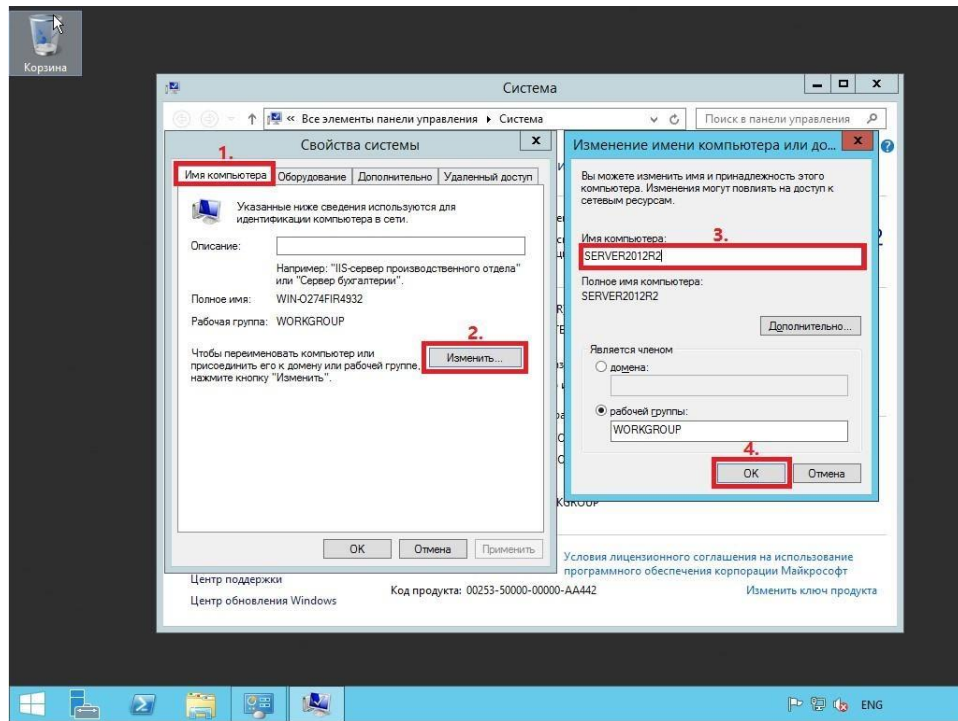 Корзина
Система
« Все элементы панели управления ▸ Система
Поиск в панели управления
1.
Свойства системы
Имя компьютера
Оборудование
Дополнительно
Удаленный доступ
Указанные ниже сведения используются для
идентификации компьютера в сети.
Описание:
Например: "IIS-сервер производственного отдела"
или "Сервер бухгалтерии".
Полное имя: WIN-O274FIR4932
Рабочая группа: WORKGROUP
2.
Чтобы переименовать компьютер или
присоединить его к домену или рабочей группе,
нажмите кнопку "Изменить".
Изменить...
OK
Отмена
Применить
Изменение имени компьютера или до...
Вы можете изменить имя и принадлежность этого
компьютера. Изменения могут повлиять на доступ к
сетевым ресурсам.
3.
Имя компьютера:
SERVER2012R2
Полное имя компьютера:
SERVER2012R2
Дополнительно...
Является членом
домена:
рабочей группы:
WORKGROUP
4.
OK
Отмена
Условия лицензионного соглашения на использование
программного обеспечения корпорации Майкрософт
Центр поддержки
Код продукта: 00253-50000-00000-AA442
Изменить ключ продукта
Центр обновления Windows
ENG